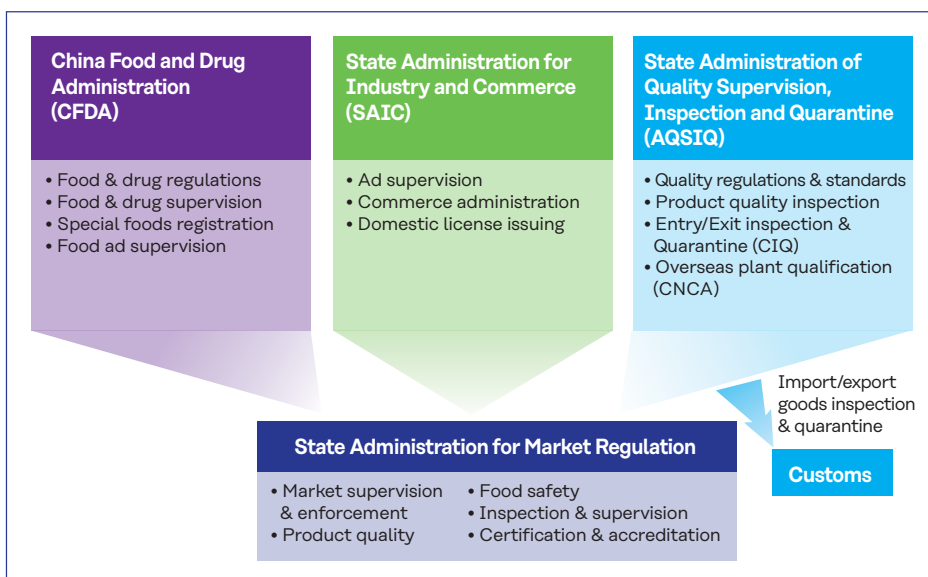 China Food and Drug
Administration
(CFDA)
• Food & drug regulations
• Food & drug supervision
• Special foods registration
• Food ad supervision
State Administration for
Industry and Commerce
(SAIC)
• Ad supervision
• Commerce administration
• Domestic license issuing
State Administration of
Quality Supervision,
Inspection and Quarantine
(AQSIQ)
• Quality regulations & standards
• Product quality inspection
• Entry/Exit inspection &
Quarantine (CIQ)
• Overseas plant qualification
(CNCA)
Import/export
goods inspection
& quarantine
Customs
State Administration for Market Regulation
• Market supervision
& enforcement
• Product quality
• Food safety
• Inspection & supervision
• Certification & accreditation